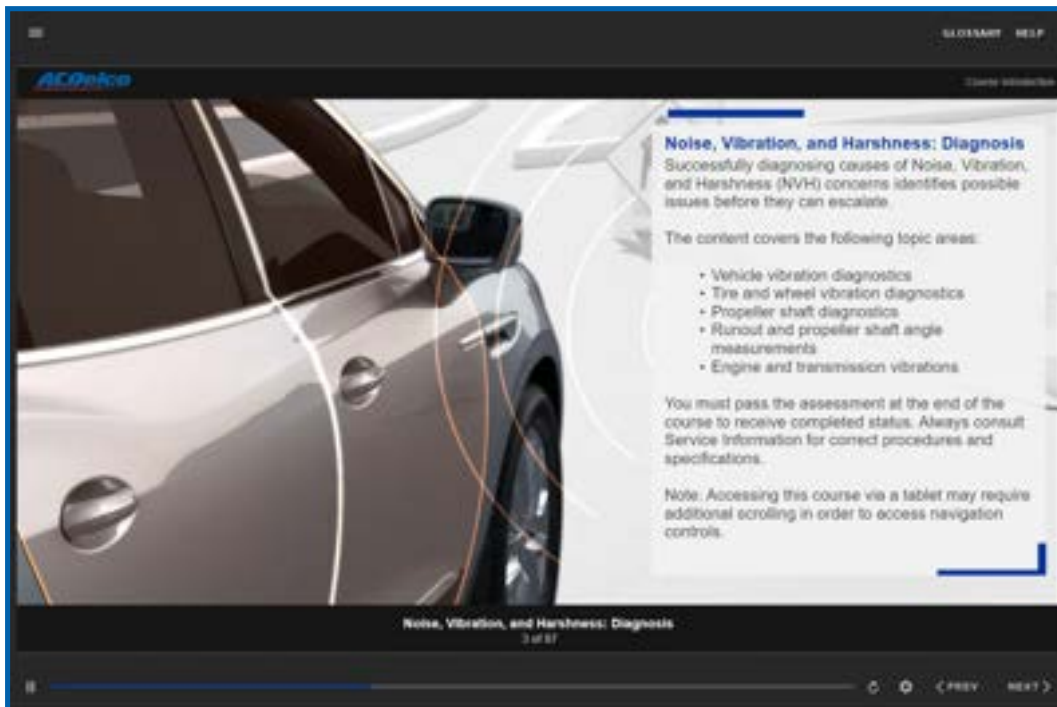 GLOSSARY HELP
ACDelco
Course Introduction
Noise, Vibration, and Harshness: Diagnosis
Successfully diagnosing causes of Noise, Vibration,
and Harshness (NVH) concerns identifies possible
issues before they can escalate.
The content covers the following topic areas:
• Vehicle vibration diagnostics
• Tire and wheel vibration diagnostics
• Propeller shaft diagnostics
• Runout and propeller shaft angle
measurements
• Engine and transmission vibrations
You must pass the assessment at the end of the
course to receive completed status. Always consult
Service Information for correct procedures and
specifications.
Note: Accessing this course via a tablet may require
additional scrolling in order to access navigation
controls.
Noise, Vibration, and Harshness: Diagnosis
3 of 97
PREV NEXT